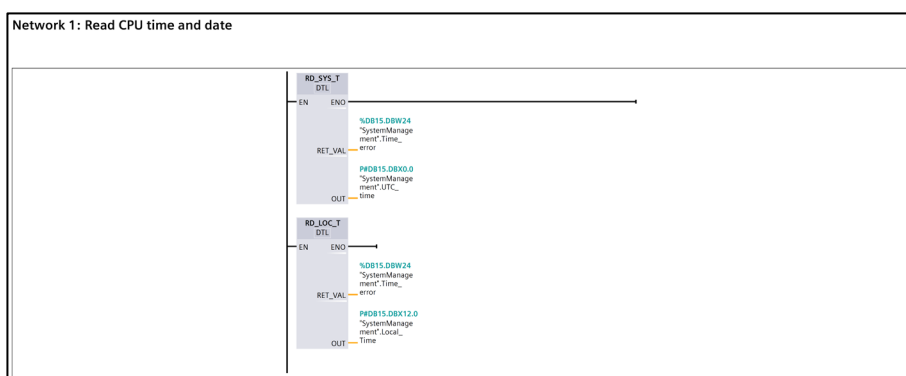 Network 1: Read CPU time and date
RD_SYS_T
DTL
EN ENO
%DB15.DBW24
"SystemManage
ment".Time_
RET_VAL error
P#DB15.DBX0.0
"SystemManage
ment".UTC_
OUT time
RD_LOC_T
DTL
EN ENO
%DB15.DBW24
"SystemManage
ment".Time_
RET_VAL error
P#DB15.DBX12.0
"SystemManage
ment".Local_
OUT Time